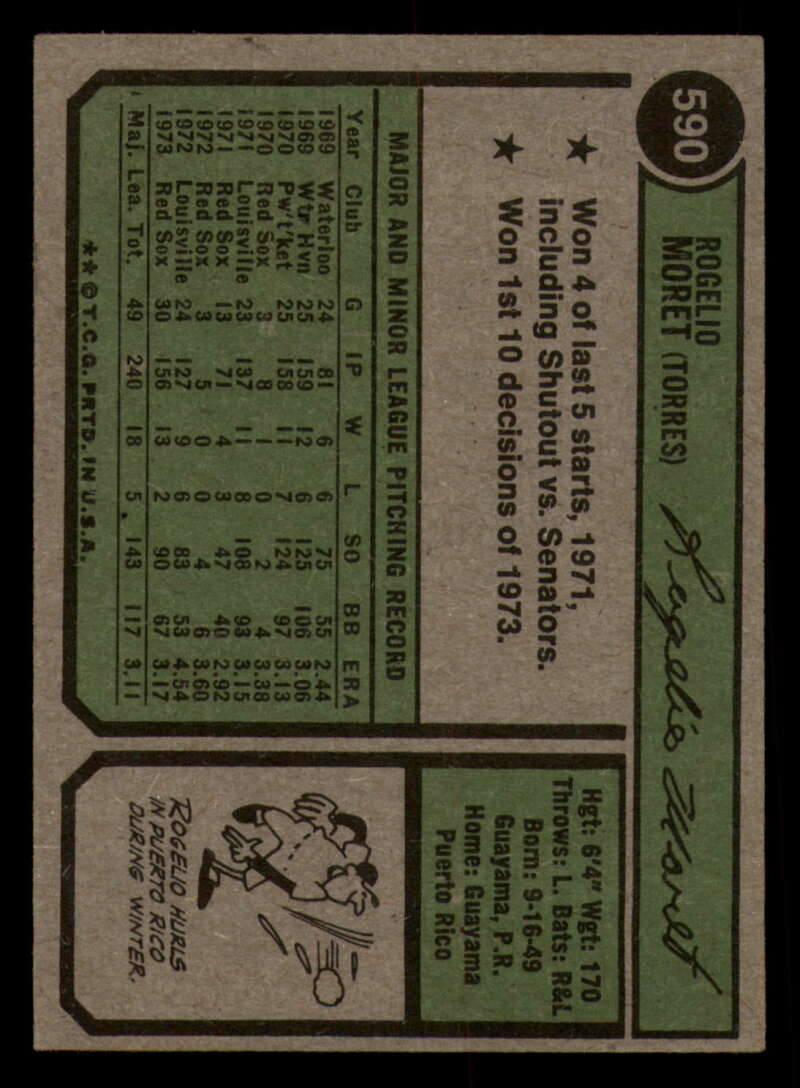 590
ROGELIO
MORET (TORRES)
Rogelio Moret
★ Won 4 of last 5 starts, 1971,
including Shutout vs. Senators.
★ Won 1st 10 decisions of 1973.
MAJOR AND MINOR LEAGUE PITCHING RECORD
Year Club G IP W L SO BB ERA
1969 Waterloo 24 81 6 6 75 55 2.44
1969 Wtr Hvn 25 159 12 6 125 106 3.06
1970 Pw't'ket 25 158 11 7 124 97 3.13
1970 Red Sox 3 8 1 0 2 4 3.38
1971 Louisville 23 137 11 8 108 93 3.15
1971 Red Sox 13 71 4 3 47 40 2.92
1972 Red Sox 3 5 0 0 4 6 3.60
1972 Louisville 24 127 9 6 83 53 4.54
1973 Red Sox 30 156 13 2 90 67 3.17
Maj. Lea. Tot. 49 240 18 5 143 117 3.11
**©T.C.G. PRTD. IN U.S.A.
Hgt: 6'4" Wgt: 170
Throws: L. Bats: R&L
Born: 9-16-49
Guayama, P.R.
Home: Guayama
Puerto Rico
ROGELIO HURLS
IN PUERTO RICO
DURING WINTER.